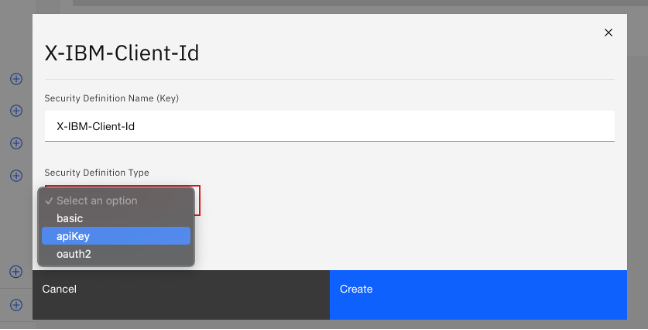 X-IBM-Client-Id
Security Definition Name (Key)
X-IBM-Client-Id
Security Definition Type
✓ Select an option
basic
apiKey
oauth2
Cancel
Create